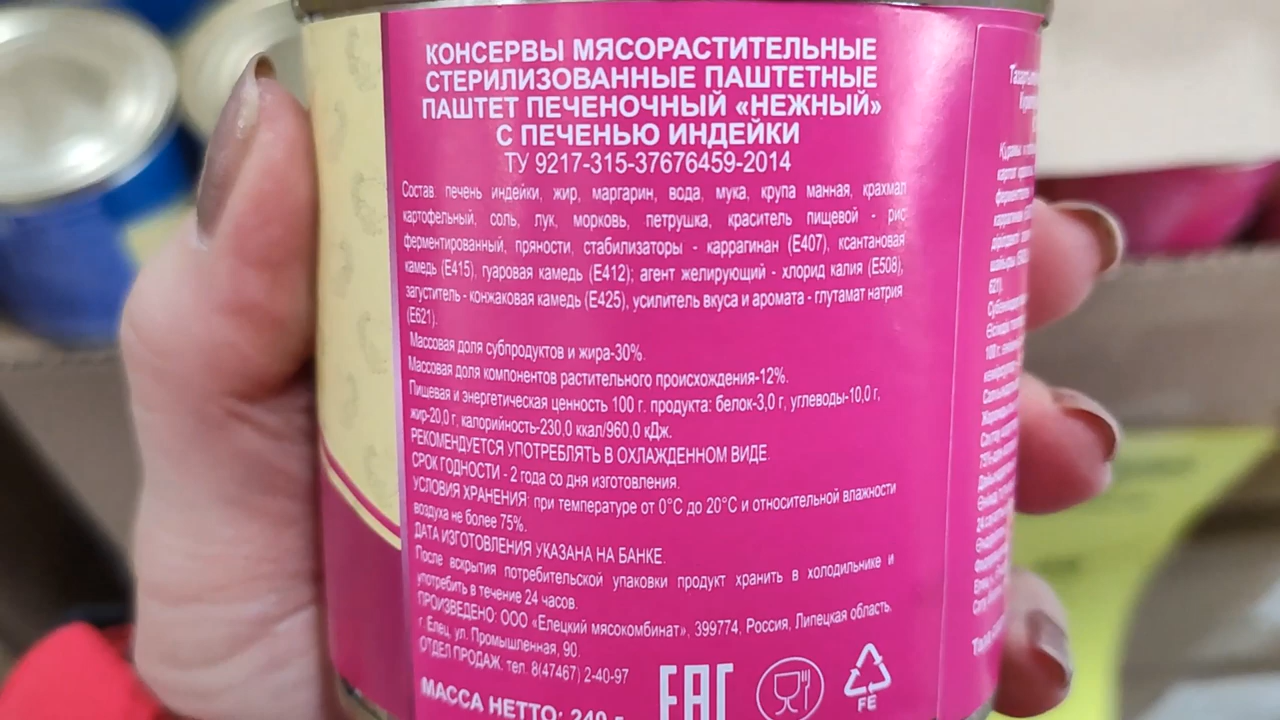 КОНСЕРВЫ МЯСОРАСТИТЕЛЬНЫЕ
СТЕРИЛИЗОВАННЫЕ ПАШТЕТНЫЕ
ПАШТЕТ ПЕЧЕНОЧНЫЙ «НЕЖНЫЙ»
С ПЕЧЕНЬЮ ИНДЕЙКИ
ТУ 9217-315-37676459-2014
Состав: печень индейки, жир, маргарин, вода, мука, крупа манная, крахмал
картофельный, соль, лук, морковь, петрушка, краситель пищевой - рис
ферментированный, пряности, стабилизаторы - каррагинан (Е407), ксантановая
камедь (Е415), гуаровая камедь (Е412); агент желирующий - хлорид калия (Е508),
загуститель - конжаковая камедь (Е425), усилитель вкуса и аромата - глутамат натрия
(Е621).
Массовая доля субпродуктов и жира-30%.
Массовая доля компонентов растительного происхождения-12%.
Пищевая и энергетическая ценность 100 г. продукта: белок-3,0 г, углеводы-10,0 г,
жир-20,0 г, калорийность-230,0 ккал/960,0 кДж.
РЕКОМЕНДУЕТСЯ УПОТРЕБЛЯТЬ В ОХЛАЖДЕННОМ ВИДЕ.
СРОК ГОДНОСТИ - 2 года со дня изготовления.
УСЛОВИЯ ХРАНЕНИЯ: при температуре от 0°С до 20°С и относительной влажности
воздуха не более 75%.
ДАТА ИЗГОТОВЛЕНИЯ УКАЗАНА НА БАНКЕ.
После вскрытия потребительской упаковки продукт хранить в холодильнике и
употребить в течение 24 часов.
ПРОИЗВЕДЕНО: ООО «Елецкий мясокомбинат», 399774, Россия, Липецкая область,
г. Елец, ул. Промышленная, 90.
ОТДЕЛ ПРОДАЖ. тел. 8(47467) 2-40-97
МАССА НЕТТО: 240 г.
EAC
FE